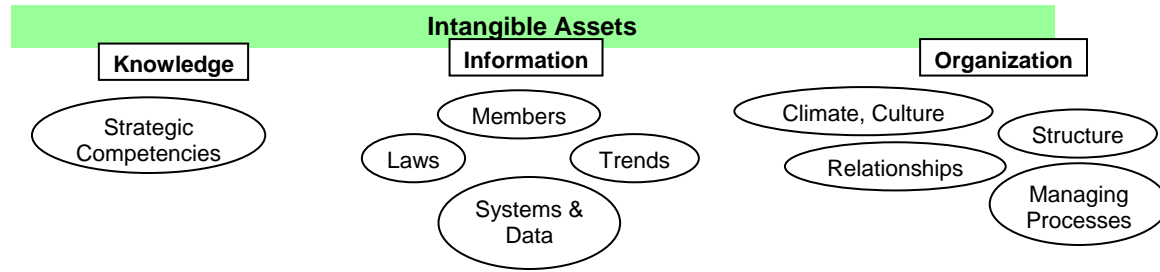 Intangible Assets
Knowledge
Information
Organization
Strategic
Competencies
Members
Laws
Trends
Systems &
Data
Climate, Culture
Structure
Relationships
Managing
Processes